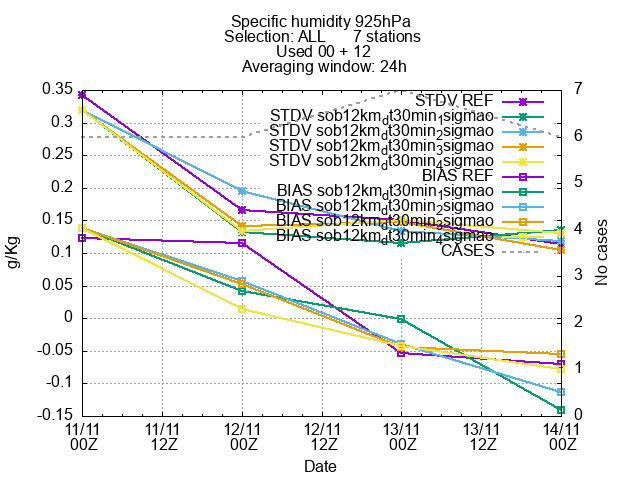 Specific humidity 925hPa
Selection: ALL 7 stations
Used 00 + 12
Averaging window: 24h
0.35
0.3
0.25
0.2
0.15
0.1
0.05
0
-0.05
-0.1
-0.15
g/Kg
7
6
5
4
3
2
1
0
No cases
STDV REF
STDV sob12km_dt30min_1sigmao
STDV sob12km_dt30min_2sigmao
STDV sob12km_dt30min_3sigmao
STDV sob12km_dt30min_4sigmao
BIAS REF
BIAS sob12km_dt30min_1sigmao
BIAS sob12km_dt30min_2sigmao
BIAS sob12km_dt30min_3sigmao
BIAS sob12km_dt30min_4sigmao
CASES
11/11 11/11 12/11 12/11 13/11 13/11 14/11
00Z 12Z 00Z 12Z 00Z 12Z 00Z
Date